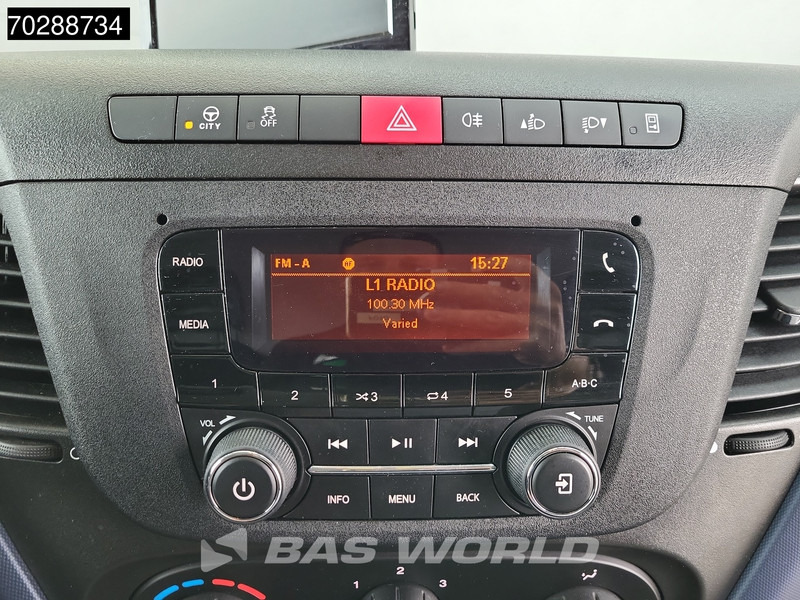 70288734
CITY
OFF
RADIO
FM - A
AF
15:27
L1 RADIO
100.30 MHz
Varied
MEDIA
1
2
3
4
5
A·B·C
VOL
TUNE
INFO
MENU
BACK
BAS WORLD
1
2
3